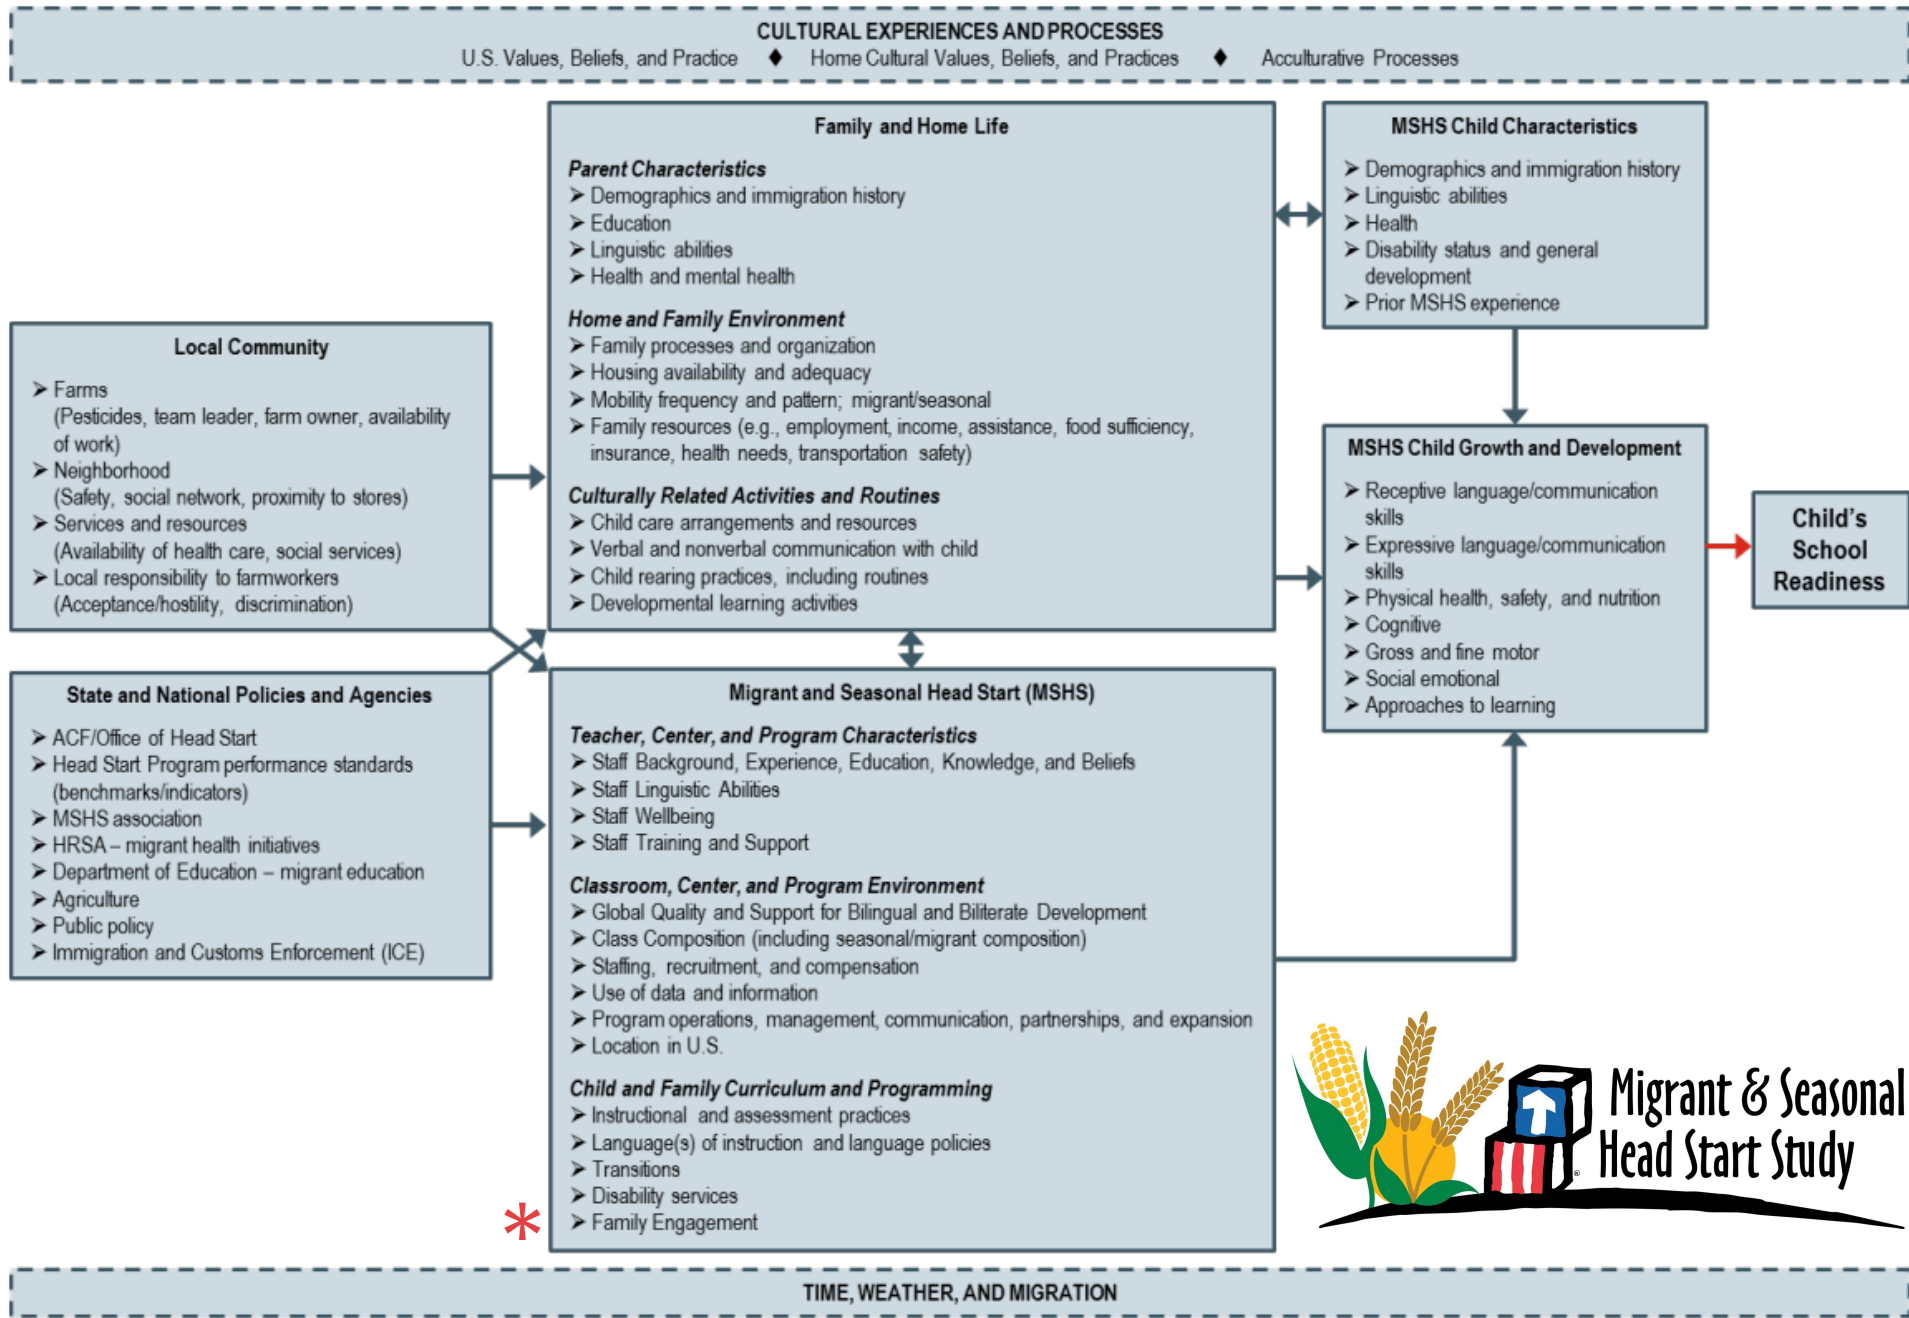 CULTURAL EXPERIENCES AND PROCESSES
U.S. Values, Beliefs, and Practice ♦ Home Cultural Values, Beliefs, and Practices ♦ Acculturative Processes
Local Community
➢ Farms
(Pesticides, team leader, farm owner, availability
of work)
➢ Neighborhood
(Safety, social network, proximity to stores)
➢ Services and resources
(Availability of health care, social services)
➢ Local responsibility to farmworkers
(Acceptance/hostility, discrimination)
State and National Policies and Agencies
➢ ACF/Office of Head Start
➢ Head Start Program performance standards
(benchmarks/indicators)
➢ MSHS association
➢ HRSA – migrant health initiatives
➢ Department of Education – migrant education
➢ Agriculture
➢ Public policy
➢ Immigration and Customs Enforcement (ICE)
Family and Home Life
Parent Characteristics
➢ Demographics and immigration history
➢ Education
➢ Linguistic abilities
➢ Health and mental health
Home and Family Environment
➢ Family processes and organization
➢ Housing availability and adequacy
➢ Mobility frequency and pattern; migrant/seasonal
➢ Family resources (e.g., employment, income, assistance, food sufficiency,
insurance, health needs, transportation safety)
Culturally Related Activities and Routines
➢ Child care arrangements and resources
➢ Verbal and nonverbal communication with child
➢ Child rearing practices, including routines
➢ Developmental learning activities
Migrant and Seasonal Head Start (MSHS)
Teacher, Center, and Program Characteristics
➢ Staff Background, Experience, Education, Knowledge, and Beliefs
➢ Staff Linguistic Abilities
➢ Staff Wellbeing
➢ Staff Training and Support
Classroom, Center, and Program Environment
➢ Global Quality and Support for Bilingual and Biliterate Development
➢ Class Composition (including seasonal/migrant composition)
➢ Staffing, recruitment, and compensation
➢ Use of data and information
➢ Program operations, management, communication, partnerships, and expansion
➢ Location in U.S.
Child and Family Curriculum and Programming
➢ Instructional and assessment practices
➢ Language(s) of instruction and language policies
➢ Transitions
➢ Disability services
* ➢ Family Engagement
MSHS Child Characteristics
➢ Demographics and immigration history
➢ Linguistic abilities
➢ Health
➢ Disability status and general
development
➢ Prior MSHS experience
MSHS Child Growth and Development
➢ Receptive language/communication
skills
➢ Expressive language/communication
skills
➢ Physical health, safety, and nutrition
➢ Cognitive
➢ Gross and fine motor
➢ Social emotional
➢ Approaches to learning
Child's
School
Readiness
Migrant & Seasonal
Head Start Study
®
TIME, WEATHER, AND MIGRATION